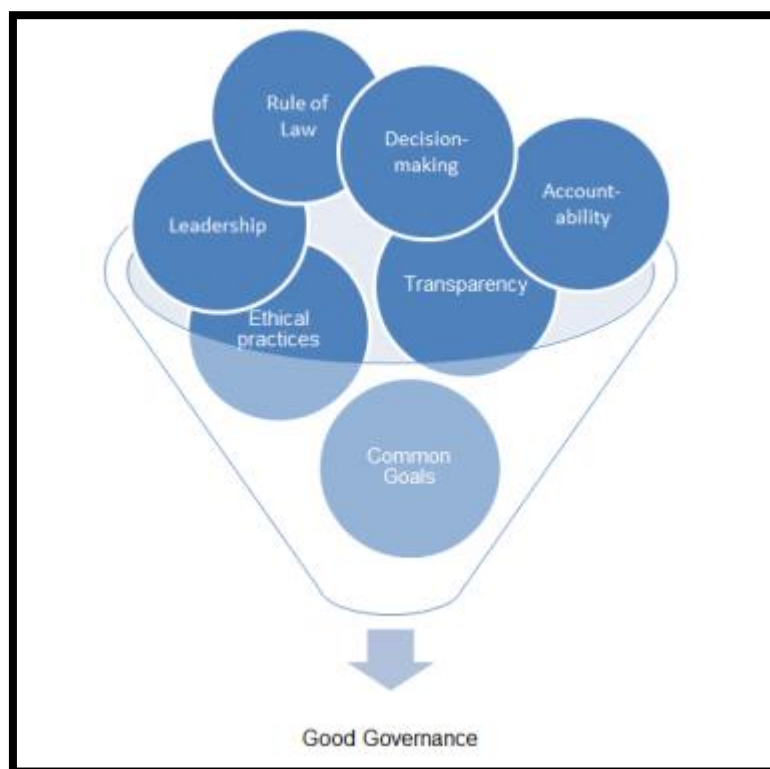 Rule of
Law
Decision-
making
Account-
ability
Leadership
Transparency
Ethical
practices
Common
Goals
Good Governance